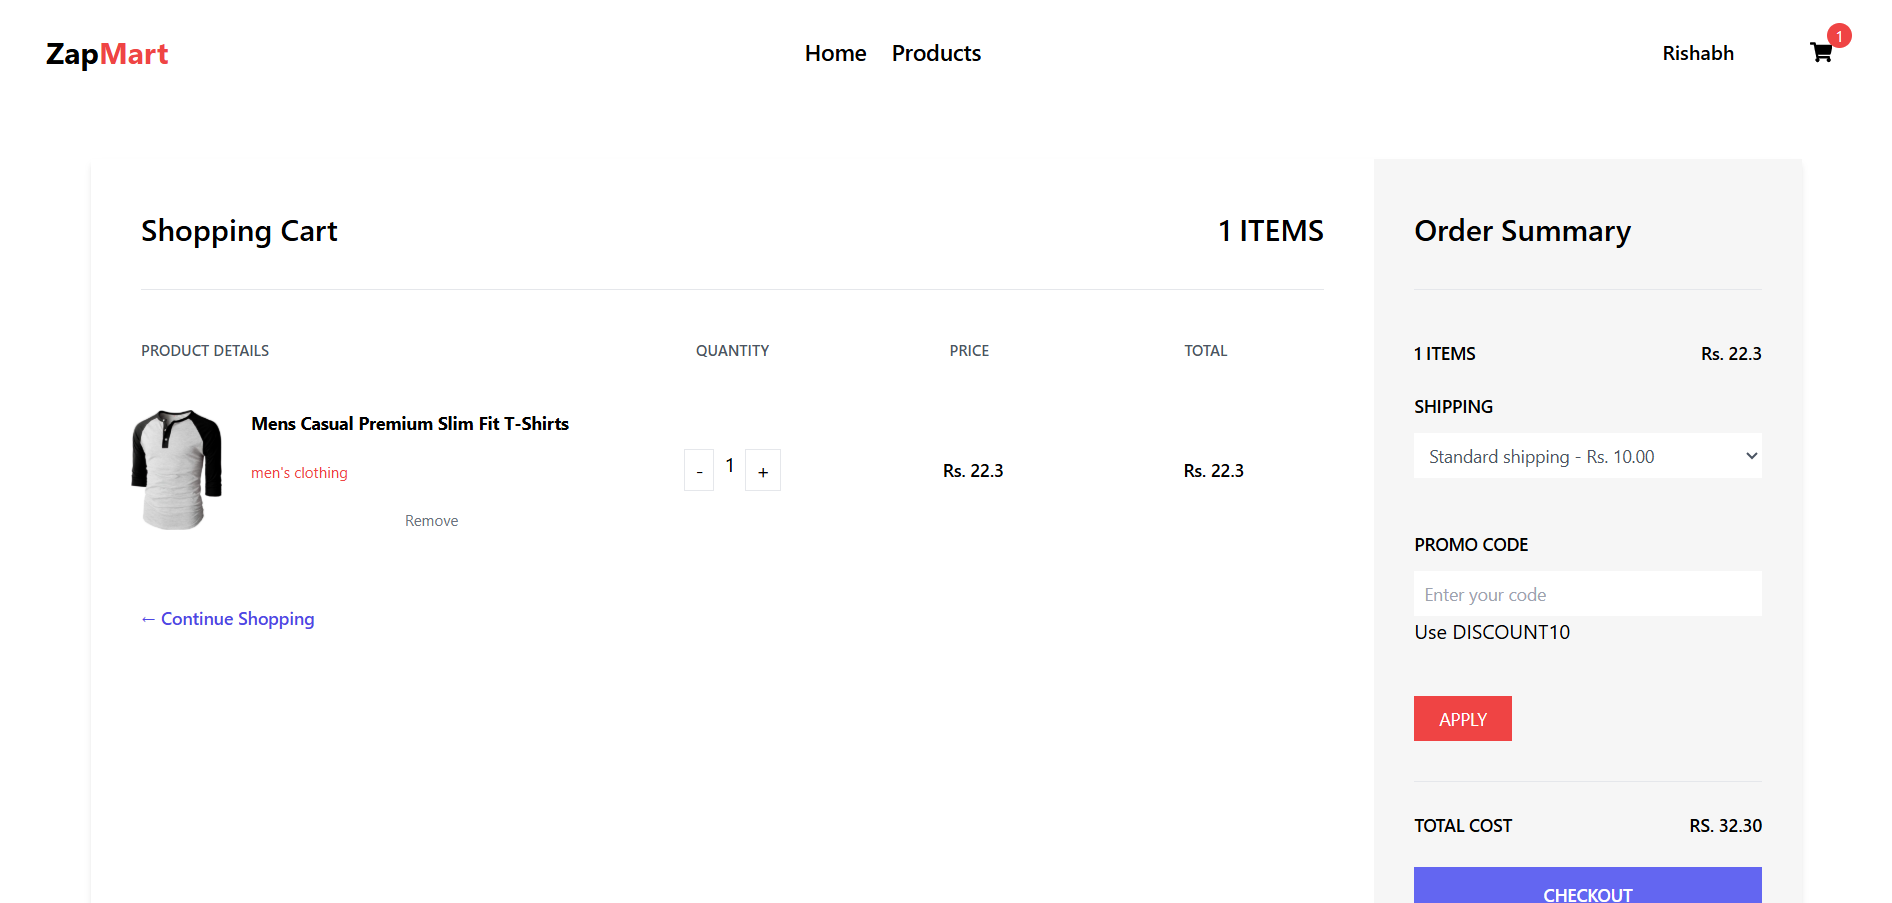 ZapMart
Home Products
Rishabh
1
Shopping Cart
1 ITEMS
PRODUCT DETAILS
QUANTITY
PRICE
TOTAL
Mens Casual Premium Slim Fit T-Shirts
men's clothing
Remove
- 1 +
Rs. 22.3
Rs. 22.3
← Continue Shopping
Order Summary
1 ITEMS Rs. 22.3
SHIPPING
Standard shipping - Rs. 10.00
PROMO CODE
Enter your code
Use DISCOUNT10
APPLY
TOTAL COST RS. 32.30
CHECKOUT